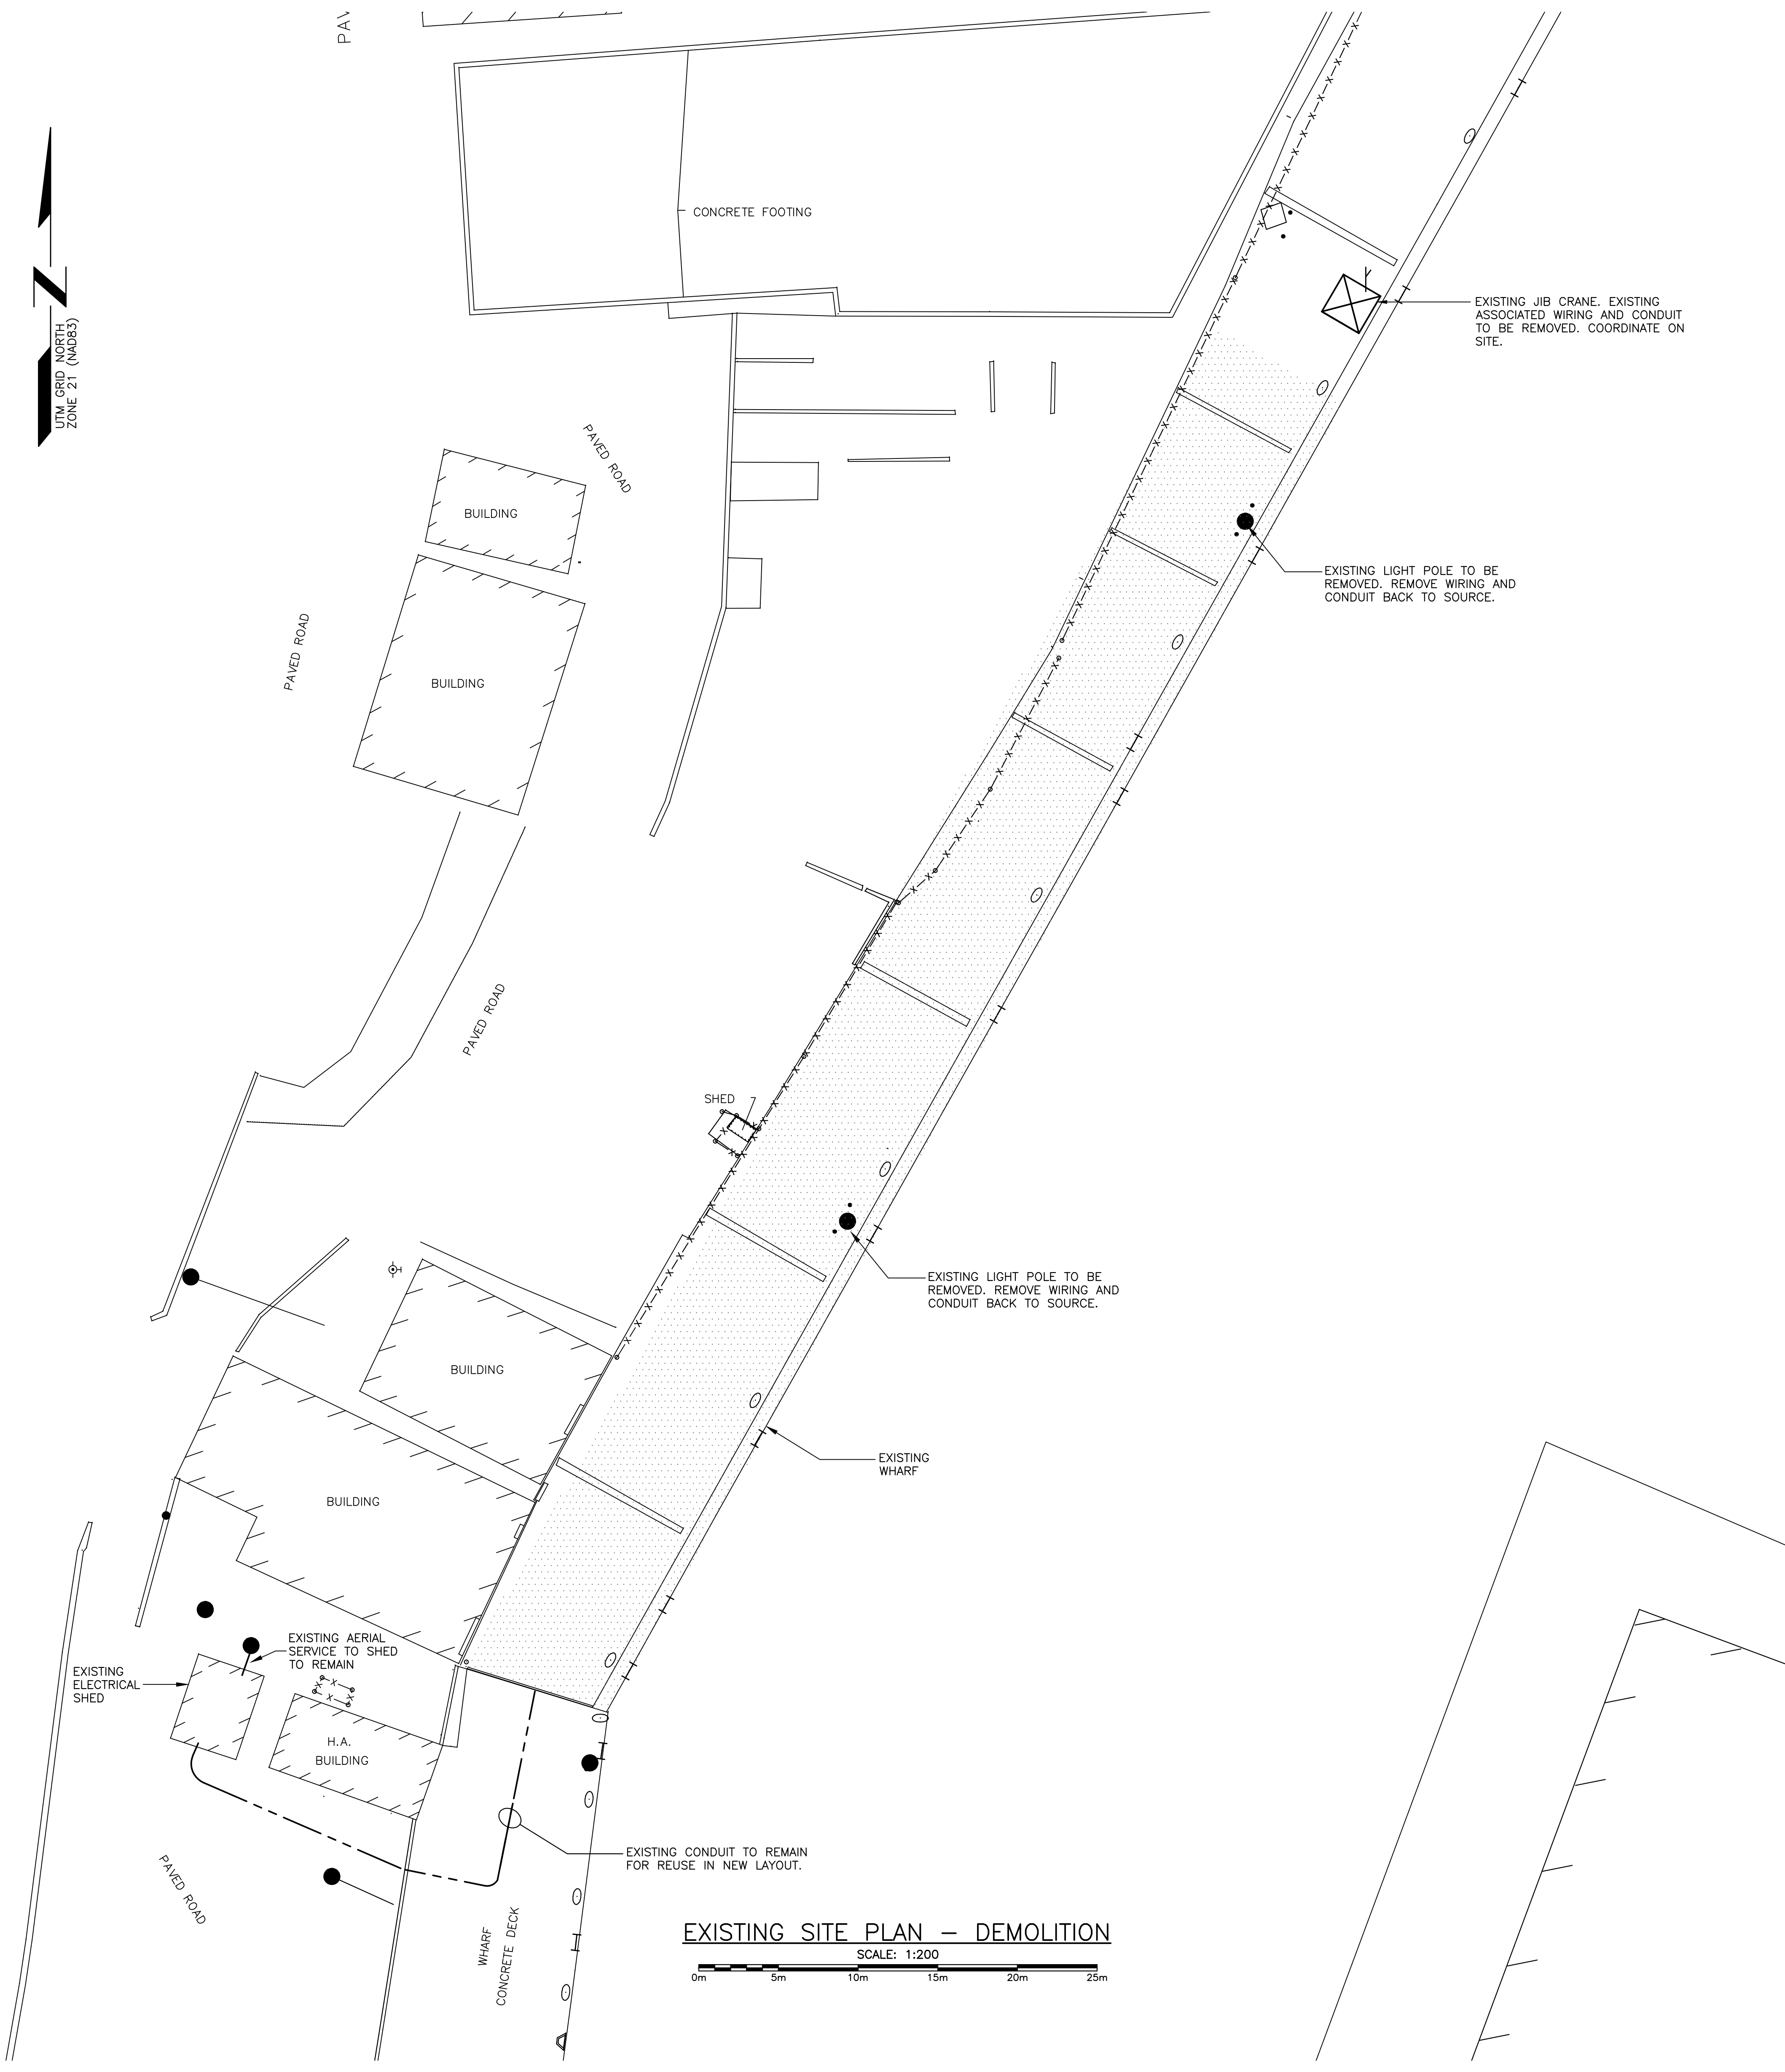 PAV
UTM GRID NORTH
ZONE 21 (NAD83)
N
CONCRETE FOOTING
EXISTING JIB CRANE. EXISTING
ASSOCIATED WIRING AND CONDUIT
TO BE REMOVED. COORDINATE ON
SITE.
PAVED ROAD
BUILDING
EXISTING LIGHT POLE TO BE
REMOVED. REMOVE WIRING AND
CONDUIT BACK TO SOURCE.
PAVED ROAD
BUILDING
PAVED ROAD
SHED
EXISTING LIGHT POLE TO BE
REMOVED. REMOVE WIRING AND
CONDUIT BACK TO SOURCE.
BUILDING
EXISTING
WHARF
BUILDING
EXISTING AERIAL
SERVICE TO SHED
TO REMAIN
EXISTING
ELECTRICAL
SHED
H.A.
BUILDING
EXISTING CONDUIT TO REMAIN
FOR REUSE IN NEW LAYOUT.
PAVED ROAD
WHARF
CONCRETE DECK
EXISTING SITE PLAN – DEMOLITION
SCALE: 1:200
0m 5m 10m 15m 20m 25m